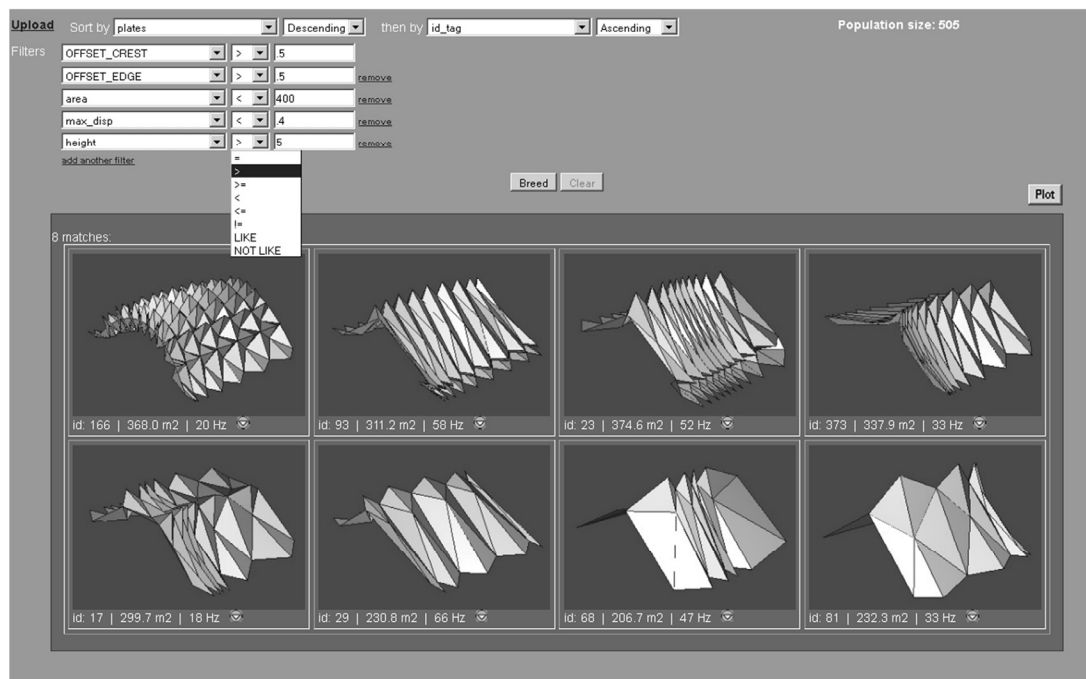 Upload Sort by plates Descending then by id_tag Ascending Population size: 505
Filters OFFSET_CREST > .5
OFFSET_EDGE > .5 remove
area < 400 remove
max_disp < .4 remove
height > 5 remove
add another filter
=
>
>=
<
<=
!=
LIKE
NOT LIKE
Breed Clear
Plot
8 matches:
id: 166 | 368.0 m2 | 20 Hz
id: 93 | 311.2 m2 | 58 Hz
id: 23 | 374.6 m2 | 52 Hz
id: 373 | 337.9 m2 | 33 Hz
id: 17 | 299.7 m2 | 18 Hz
id: 29 | 230.8 m2 | 66 Hz
id: 68 | 206.7 m2 | 47 Hz
id: 81 | 232.3 m2 | 33 Hz